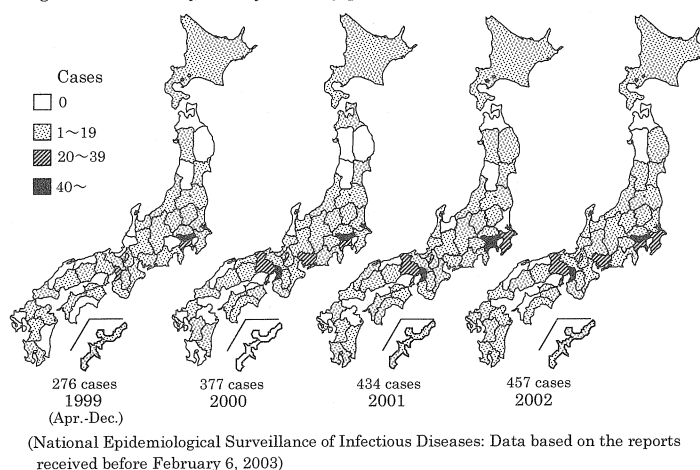 Cases
0
1~19
20~39
40~
276 cases
1999
(Apr.-Dec.)
377 cases
2000
434 cases
2001
457 cases
2002
(National Epidemiological Surveillance of Infectious Diseases: Data based on the reports
received before February 6, 2003)